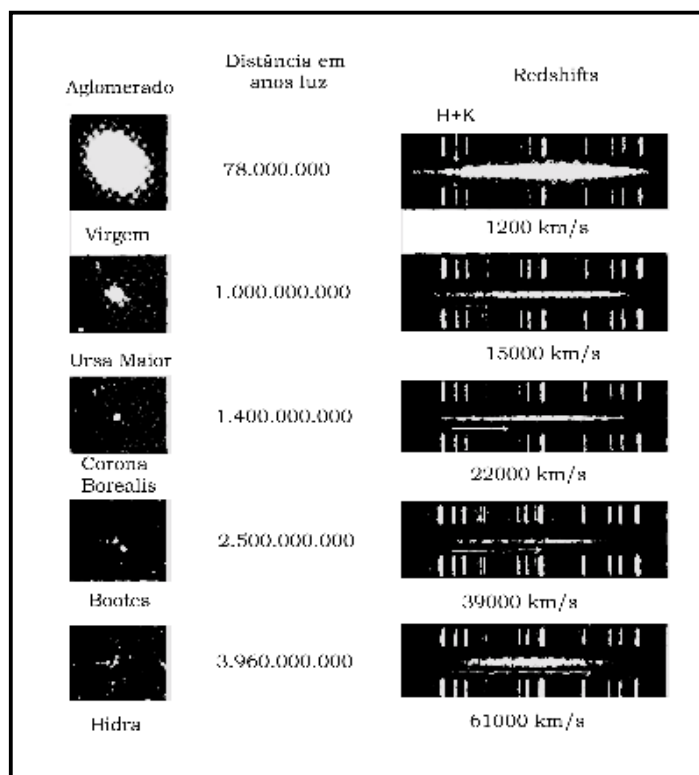 Aglomerado
Distância em
anos luz
Redshifts
H+K
78.000.000
Virgem
1200 km/s
1.000.000.000
Ursa Maior
15000 km/s
1.400.000.000
Corona
Borealis
22000 km/s
2.500.000.000
Bootes
39000 km/s
3.960.000.000
Hidra
61000 km/s